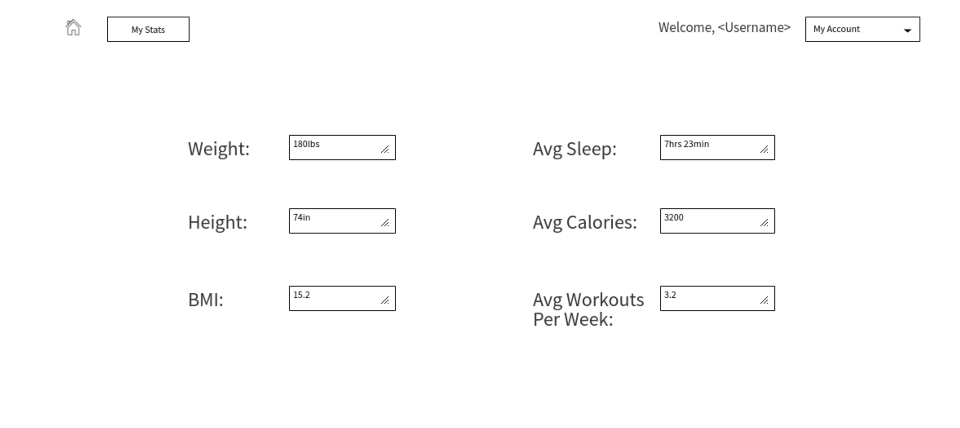 My Stats
Welcome, <Username>
My Account
Weight:
180lbs
Avg Sleep:
7hrs 23min
Height:
74in
Avg Calories:
3200
BMI:
15.2
Avg Workouts
Per Week:
3.2